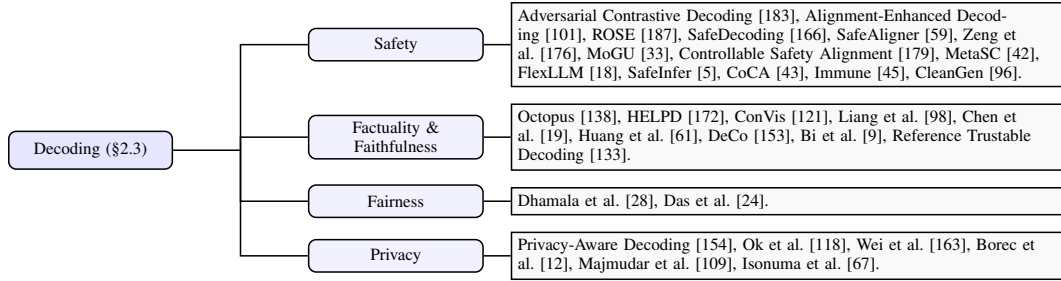 Decoding (§2.3)
Safety
Adversarial Contrastive Decoding [183], Alignment-Enhanced Decod-
ing [101], ROSE [187], SafeDecoding [166], SafeAligner [59], Zeng et
al. [176], MoGU [33], Controllable Safety Alignment [179], MetaSC [42],
FlexLLM [18], SafeInfer [5], CoCA [43], Immune [45], CleanGen [96].
Factuality &
Faithfulness
Octopus [138], HELPD [172], ConVis [121], Liang et al. [98], Chen et
al. [19], Huang et al. [61], DeCo [153], Bi et al. [9], Reference Trustable
Decoding [133].
Fairness
Dhamala et al. [28], Das et al. [24].
Privacy
Privacy-Aware Decoding [154], Ok et al. [118], Wei et al. [163], Borec et
al. [12], Majmudar et al. [109], Isonuma et al. [67].